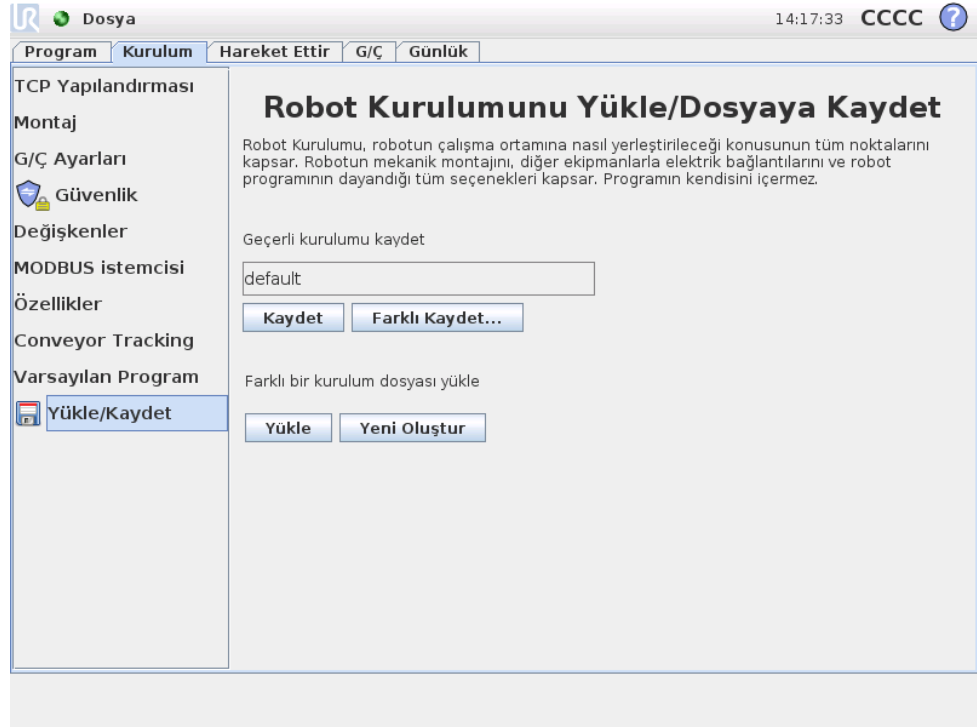 UR Dosya 14:17:33 CCCC ?
Program Kurulum Hareket Ettir G/Ç Günlük
TCP Yapılandırması
Montaj
G/Ç Ayarları
Güvenlik
Değişkenler
MODBUS istemcisi
Özellikler
Conveyor Tracking
Varsayılan Program
Yükle/Kaydet
Robot Kurulumunu Yükle/Dosyaya Kaydet
Robot Kurulumu, robotun çalışma ortamına nasıl yerleştirileceği konusunun tüm noktalarını
kapsar. Robotun mekanik montajını, diğer ekipmanlarla elektrik bağlantılarını ve robot
programının dayandığı tüm seçenekleri kapsar. Programın kendisini içermez.
Geçerli kurulumu kaydet
default
Kaydet Farklı Kaydet...
Farklı bir kurulum dosyası yükle
Yükle Yeni Oluştur